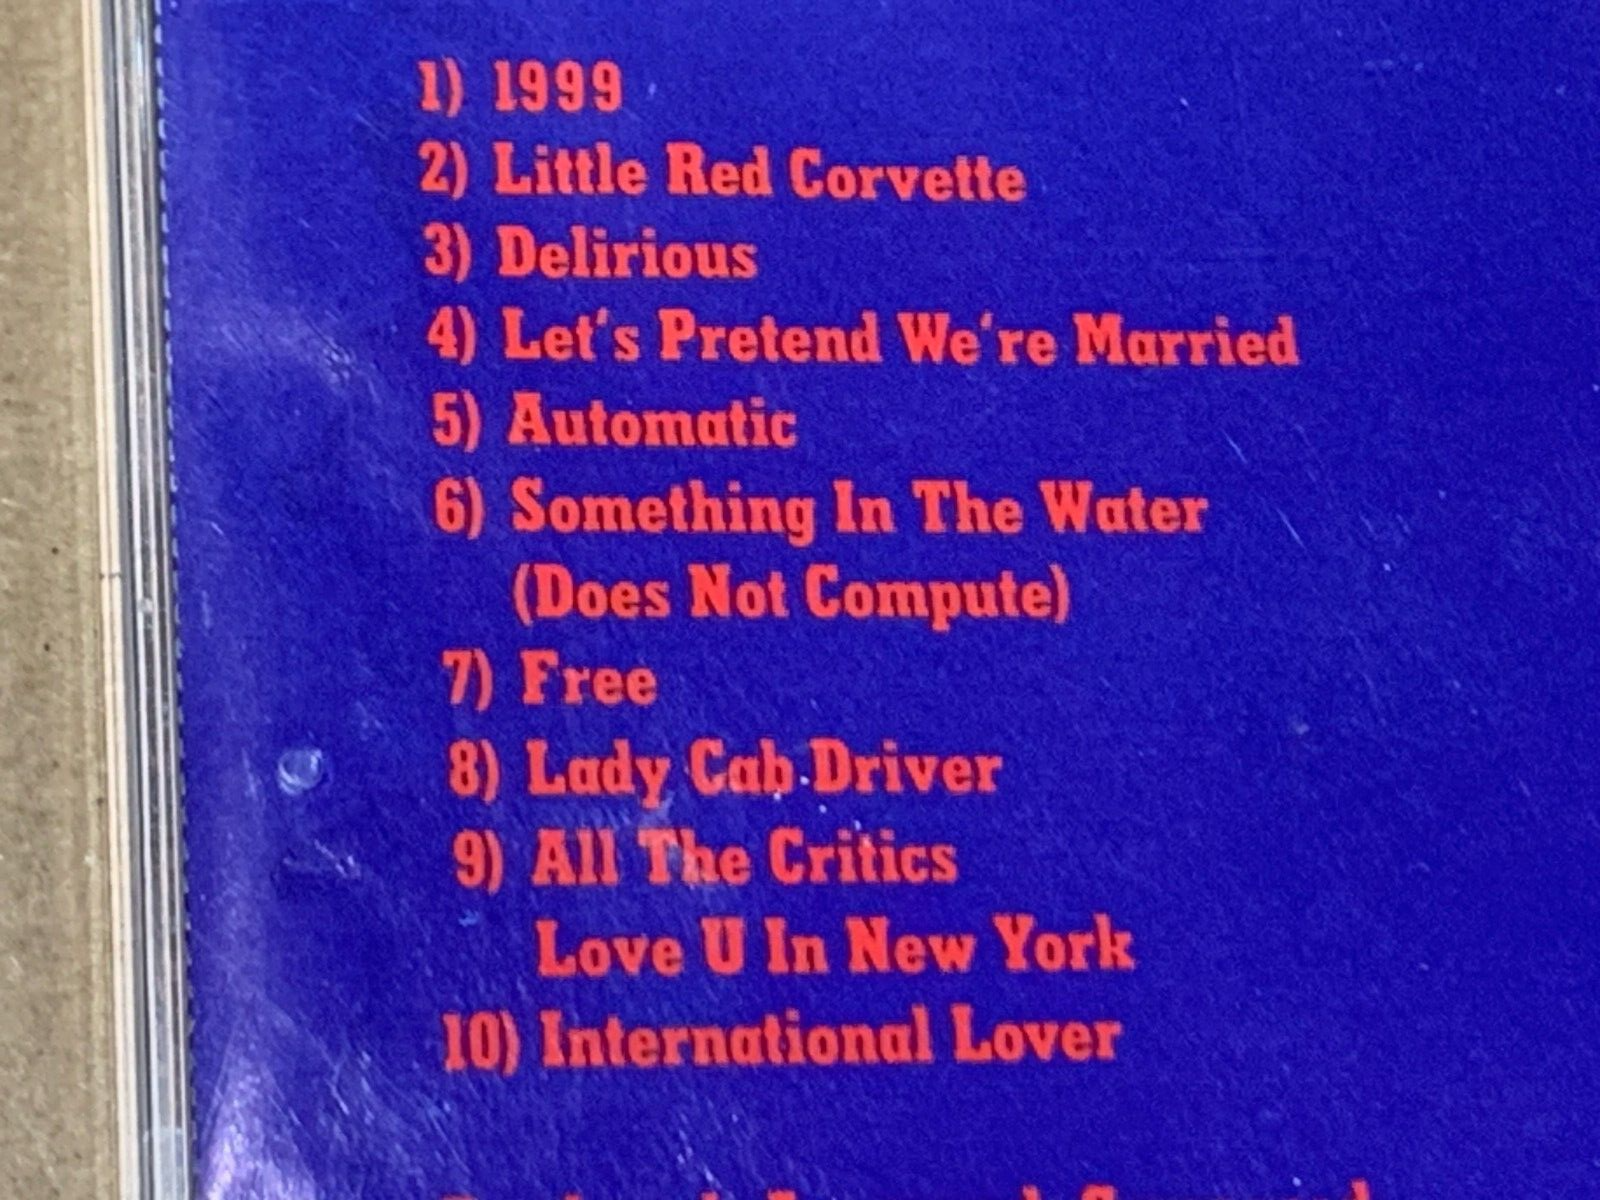 1) 1999
2) Little Red Corvette
3) Delirious
4) Let's Pretend We're Married
5) Automatic
6) Something In The Water
(Does Not Compute)
7) Free
8) Lady Cab Driver
9) All The Critics
Love U In New York
10) International Lover